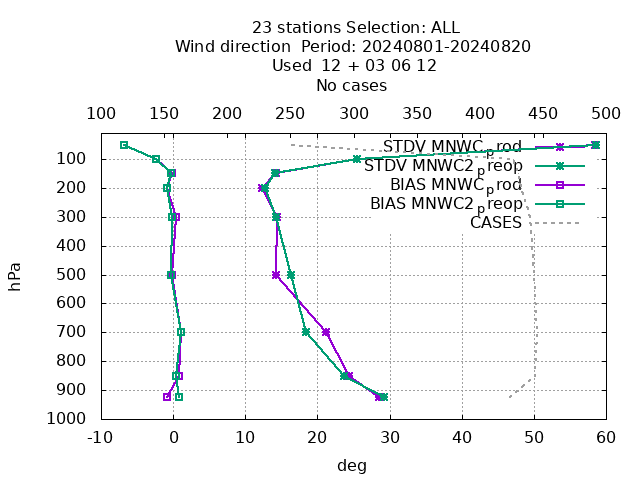 23 stations Selection: ALL
Wind direction  Period: 20240801-20240820
Used  12 + 03 06 12
No cases
100 150 200 250 300 350 400 450 500
STDV MNWC_prod
STDV MNWC2_preop
BIAS MNWC_prod
BIAS MNWC2_preop
CASES
hPa
100
200
300
400
500
600
700
800
900
1000
-10 0 10 20 30 40 50 60
deg